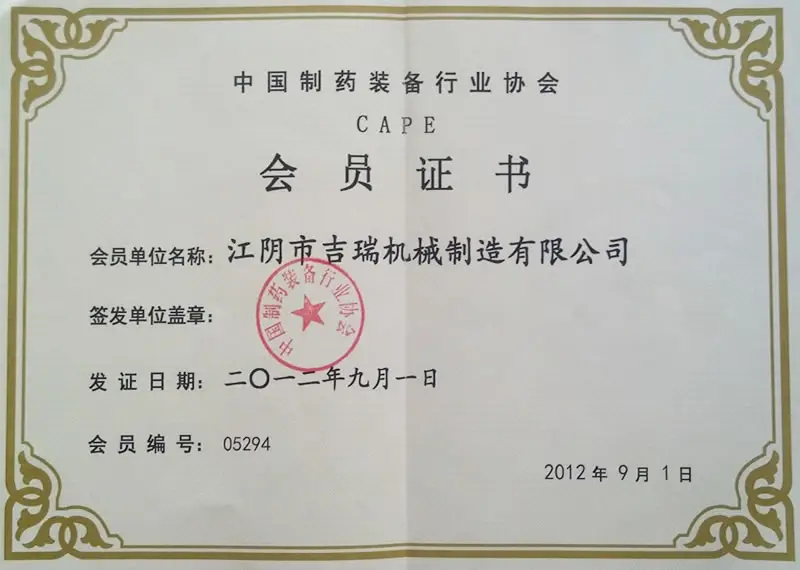 中国制药装备行业协会
CAPE
会员证书
会员单位名称：江阴市吉瑞机械制造有限公司
签发单位盖章：
中国制药装备行业协会
发证日期：二〇一二年九月一日
会员编号：05294
2012年9月1日